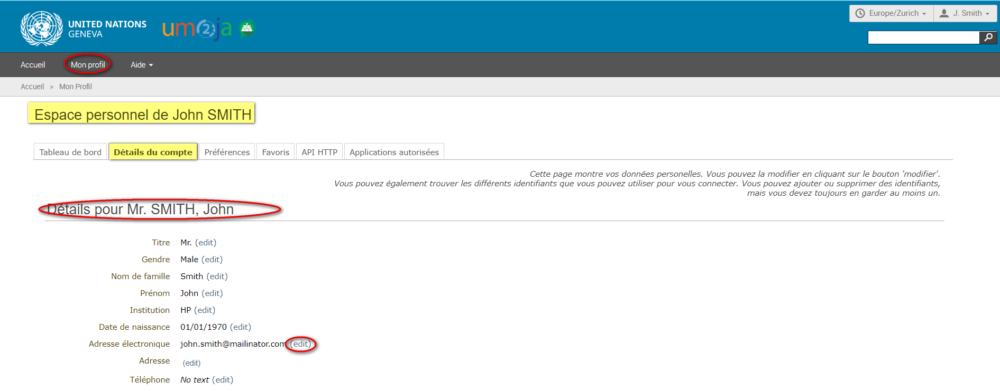 UNITED NATIONS
GENEVA
um2ja
Europe/Zurich
J. Smith
Accueil
Mon profil
Aide
Accueil » Mon Profil
Espace personnel de John SMITH
Tableau de bord
Détails du compte
Préférences
Favoris
API HTTP
Applications autorisées
Cette page montre vos données personelles. Vous pouvez la modifier en cliquant sur le bouton 'modifier'.
Vous pouvez également trouver les différents identifiants que vous pouvez utiliser pour vous connecter. Vous pouvez ajouter ou supprimer des identifiants,
mais vous devez toujours en garder au moins un.
Détails pour Mr. SMITH, John
Titre Mr. (edit)
Gendre Male (edit)
Nom de famille Smith (edit)
Prénom John (edit)
Institution HP (edit)
Date de naissance 01/01/1970 (edit)
Adresse électronique john.smith@mailinator.com (edit)
Adresse (edit)
Téléphone No text (edit)